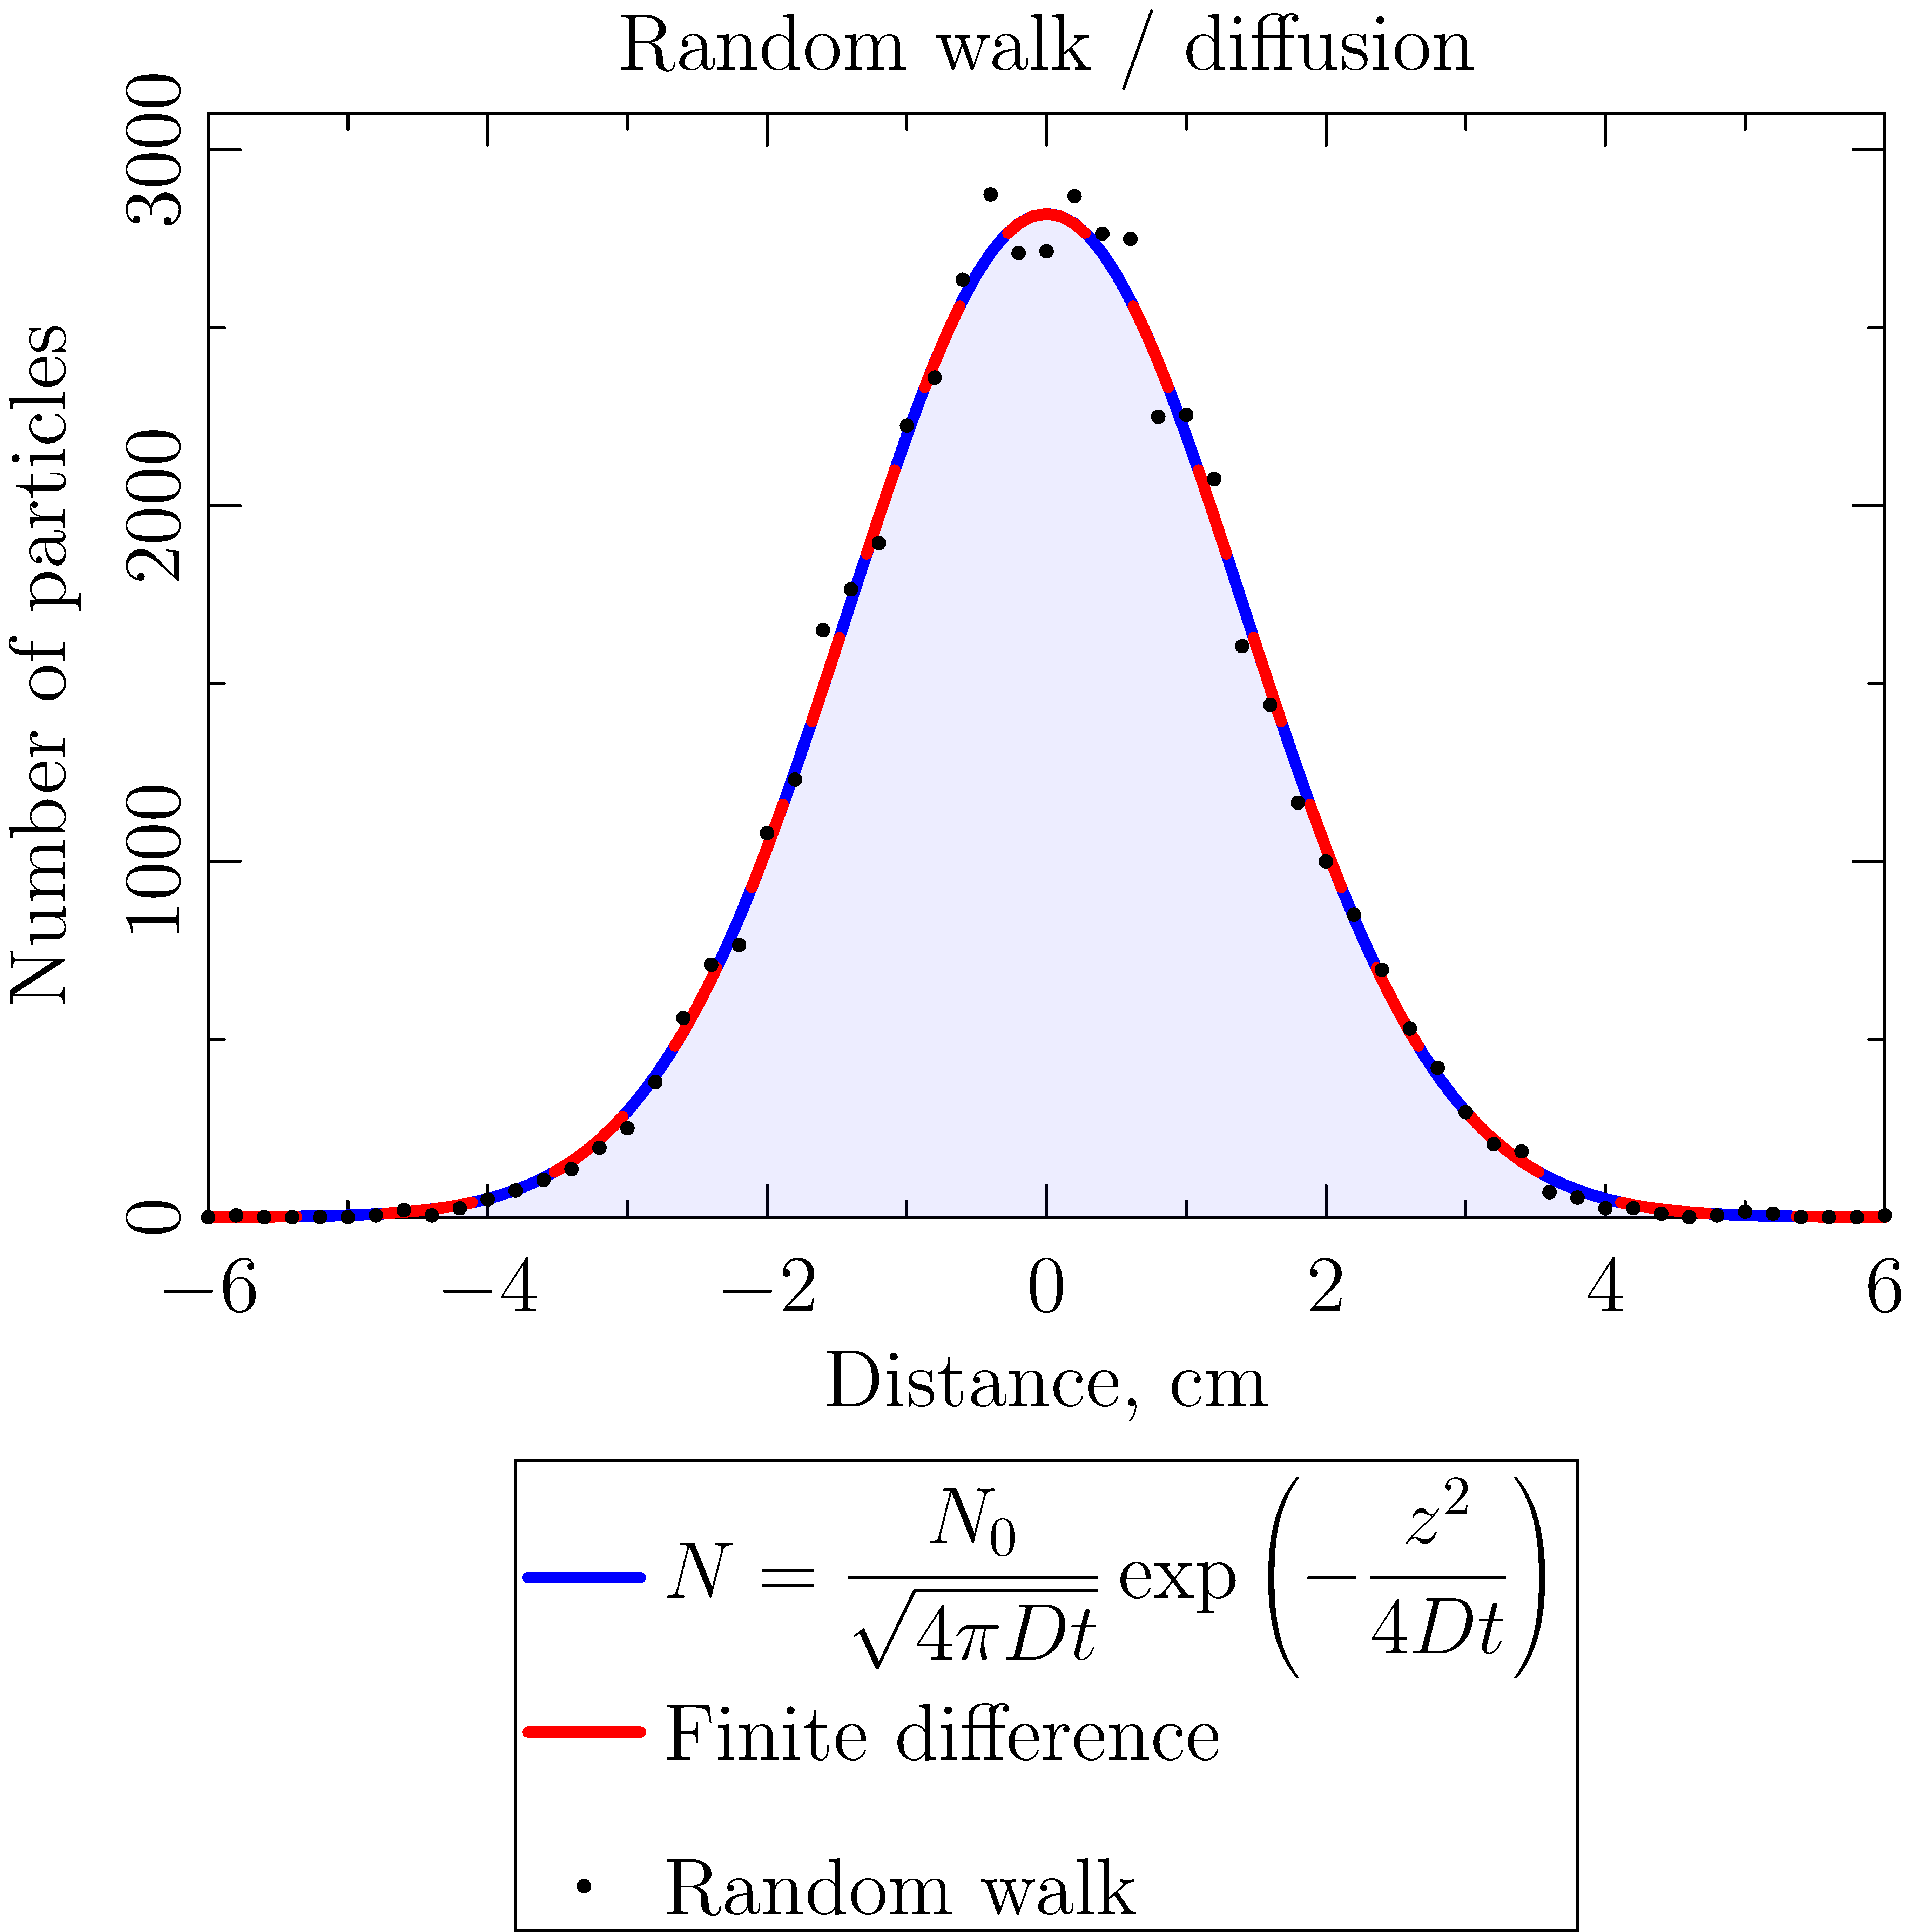 Random walk / diffusion
3000
2000
1000
0
Number of particles
−6 −4 −2 0 2 4 6
Distance, cm
N = N₀ / √(4πDt) exp (−z² / 4Dt)
Finite difference
Random walk